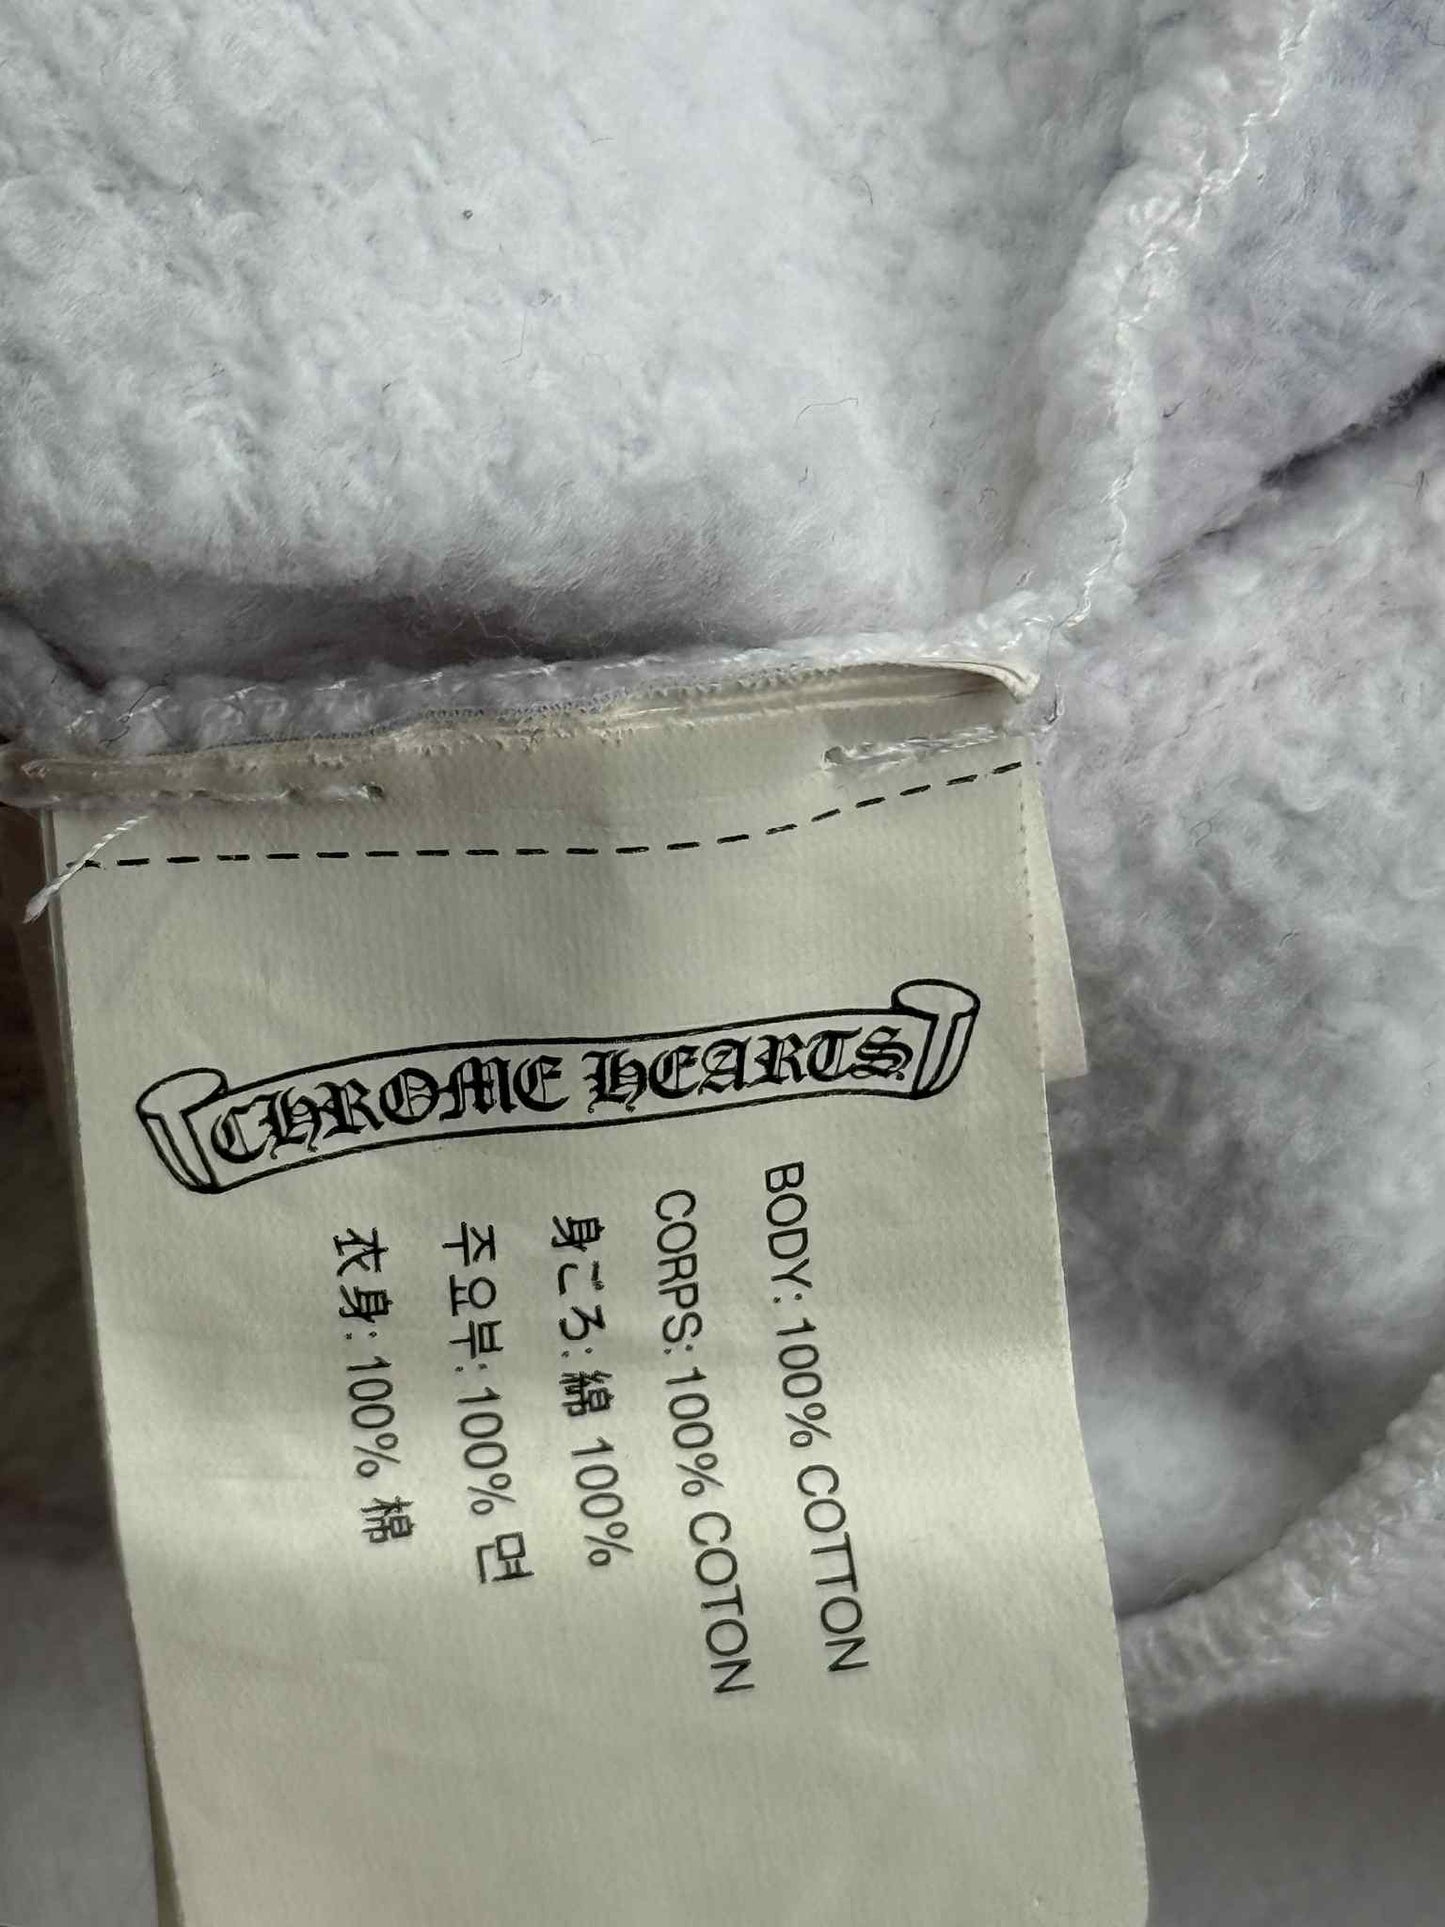 CHROME HEARTS
BODY: 100% COTTON
CORPS: 100% COTON
身ごろ: 綿 100%
주요부: 100% 면
衣身: 100% 棉